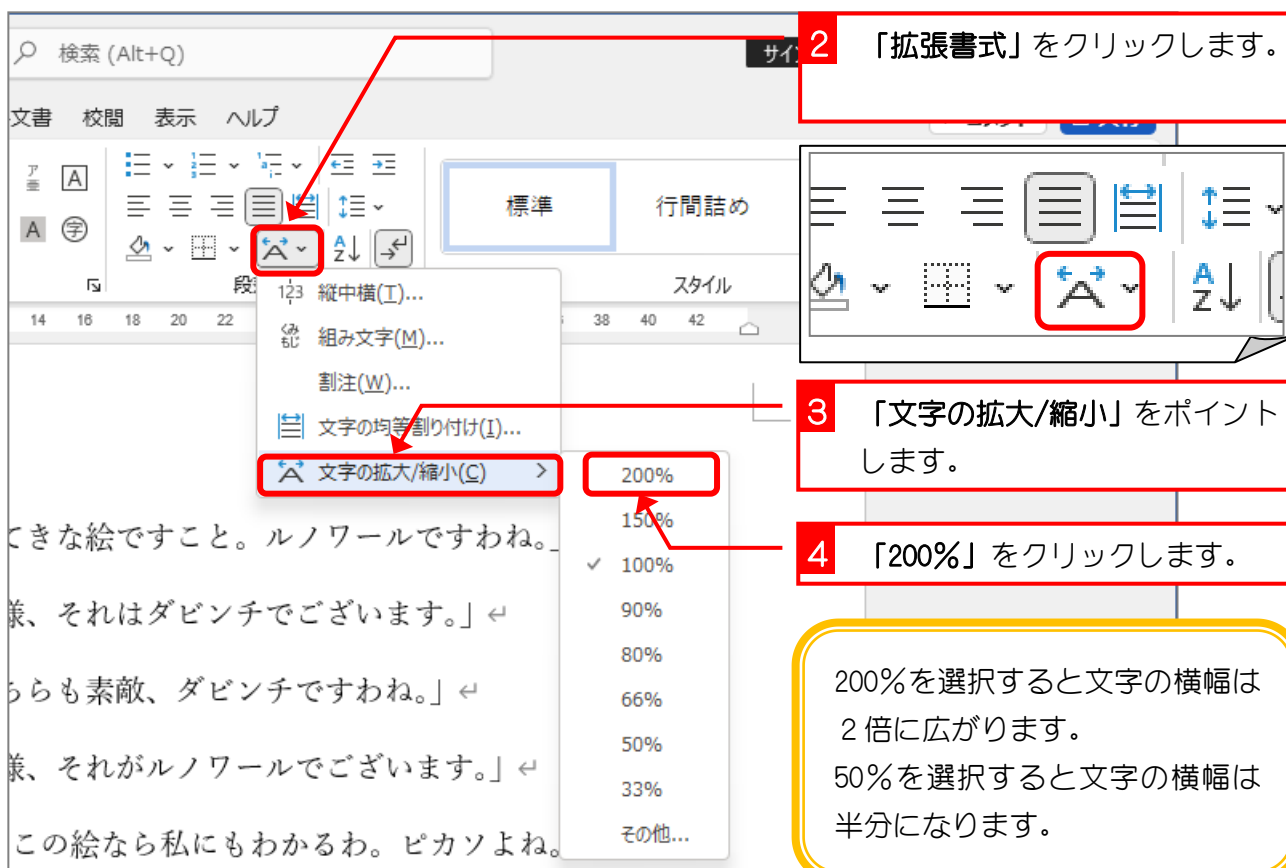 検索 (Alt+Q)
2 「拡張書式」をクリックします。
文書 校閲 表示 ヘルプ
ア亜 A
A 字
標準 行間詰め
スタイル
14 16 18 20 22 38 40 42
123 縦中横(T)...
くみもじ 組み文字(M)...
割注(W)...
文字の均等割り付け(I)...
文字の拡大/縮小(C)
200%
150%
100%
90%
80%
66%
50%
33%
その他...
3 「文字の拡大/縮小」をポイント
します。
4 「200%」をクリックします。
てきな絵ですこと。ルノワールですわね。」
様、それはダビンチでございます。」
ちらも素敵、ダビンチですわね。」
様、それがルノワールでございます。」
この絵なら私にもわかるわ。ピカソよね。
200%を選択すると文字の横幅は
２倍に広がります。
50%を選択すると文字の横幅は
半分になります。